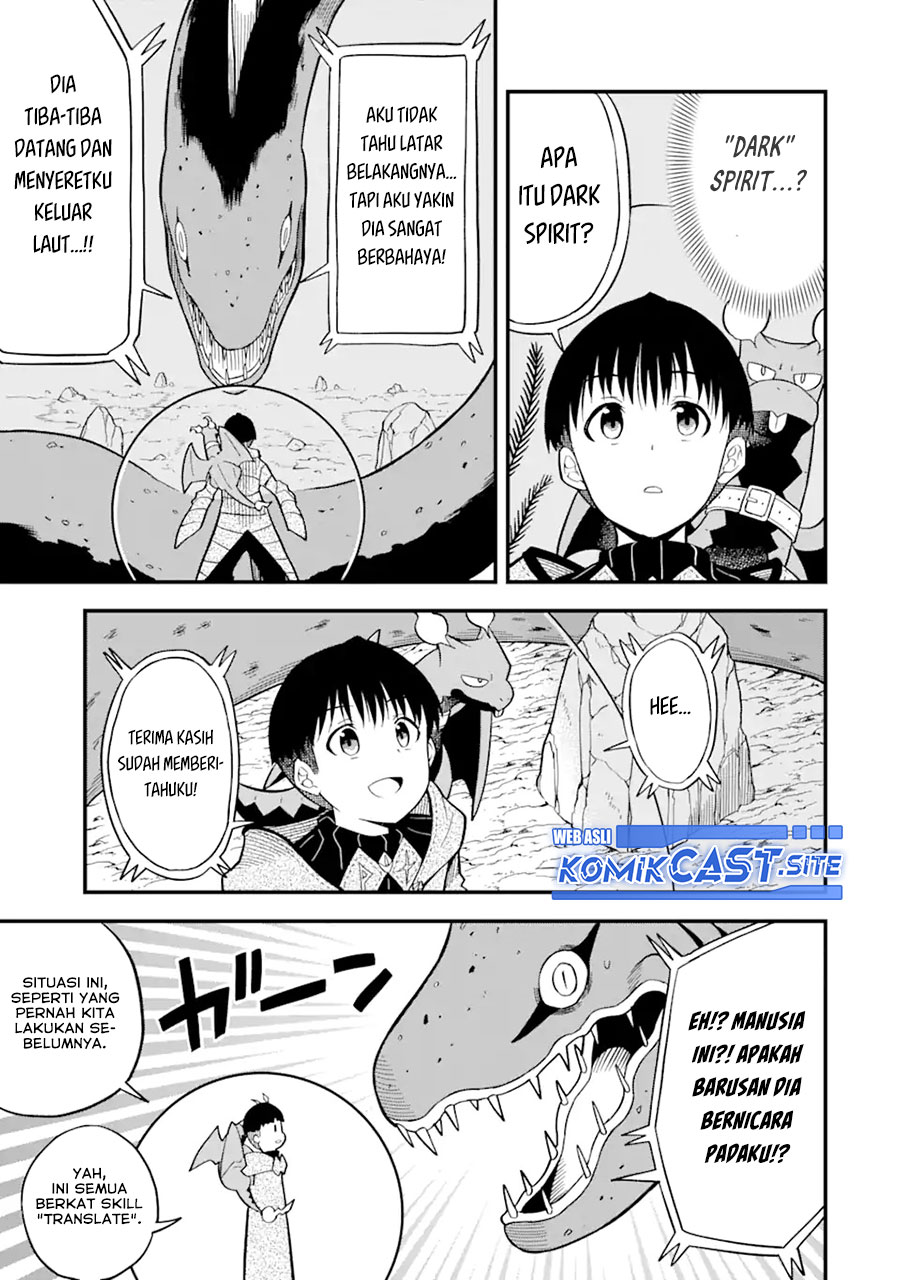 "DARK"
SPIRIT...?
APA
ITU DARK
SPIRIT?
AKU TIDAK
TAHU LATAR
BELAKANGNYA...
TAPI AKU YAKIN
DIA SANGAT
BERBAHAYA!
DIA
TIBA-TIBA
DATANG DAN
MENYERETKU
KELUAR
LAUT...!!
HEE...
TERIMA KASIH
SUDAH MEMBERI-
TAHUKU!
WEB ASLI
KOMIKCAST.SITE
EH!? MANUSIA
INI?! APAKAH
BARUSAN DIA
BERNICARA
PADAKU!?
ガーン
SITUASI INI,
SEPERTI YANG
PERNAH KITA
LAKUKAN SE-
BELUMNYA.
YAH,
INI SEMUA
BERKAT SKILL
"TRANSLATE".